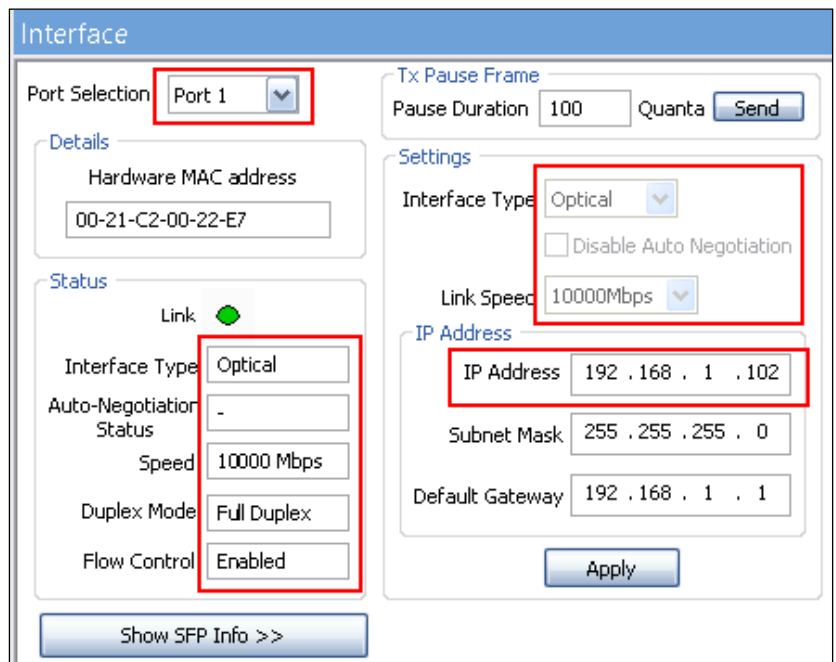 Interface
Port Selection Port 1
Details
Hardware MAC address
00-21-C2-00-22-E7
Status
Link
Interface Type Optical
Auto-Negotiation Status -
Speed 10000 Mbps
Duplex Mode Full Duplex
Flow Control Enabled
Show SFP Info >>
Tx Pause Frame
Pause Duration 100 Quanta Send
Settings
Interface Type Optical
Disable Auto Negotiation
Link Speed 10000Mbps
IP Address
IP Address 192 . 168 . 1 . 102
Subnet Mask 255 . 255 . 255 . 0
Default Gateway 192 . 168 . 1 . 1
Apply